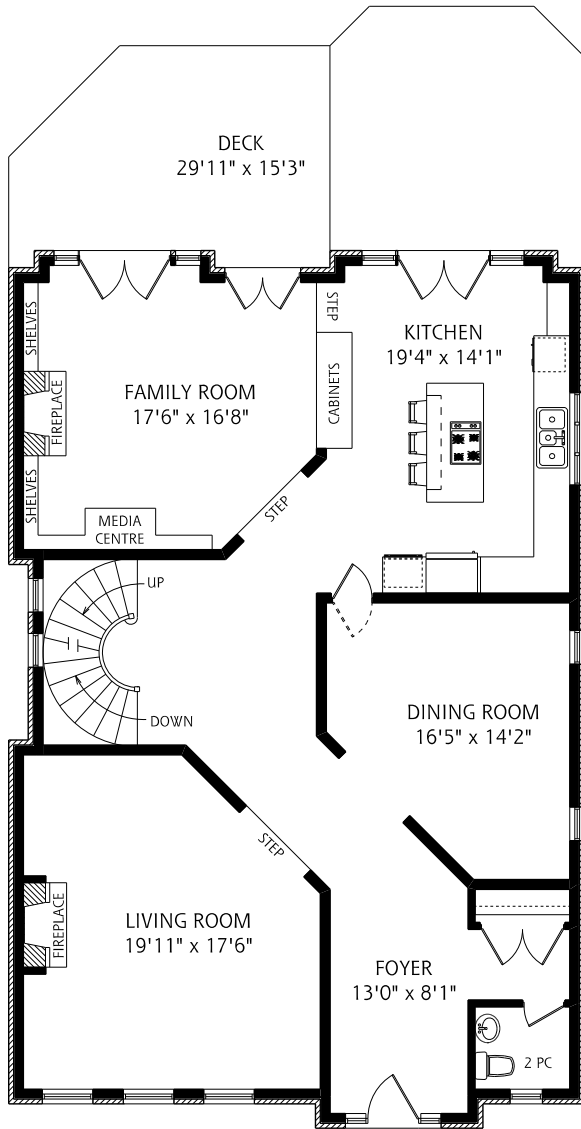 DECK
29'11" x 15'3"
SHELVES
STEP
KITCHEN
19'4" x 14'1"
FAMILY ROOM
17'6" x 16'8"
CABINETS
FIREPLACE
SHELVES
MEDIA
CENTRE
STEP
UP
DOWN
DINING ROOM
16'5" x 14'2"
STEP
LIVING ROOM
19'11" x 17'6"
FIREPLACE
FOYER
13'0" x 8'1"
2 PC